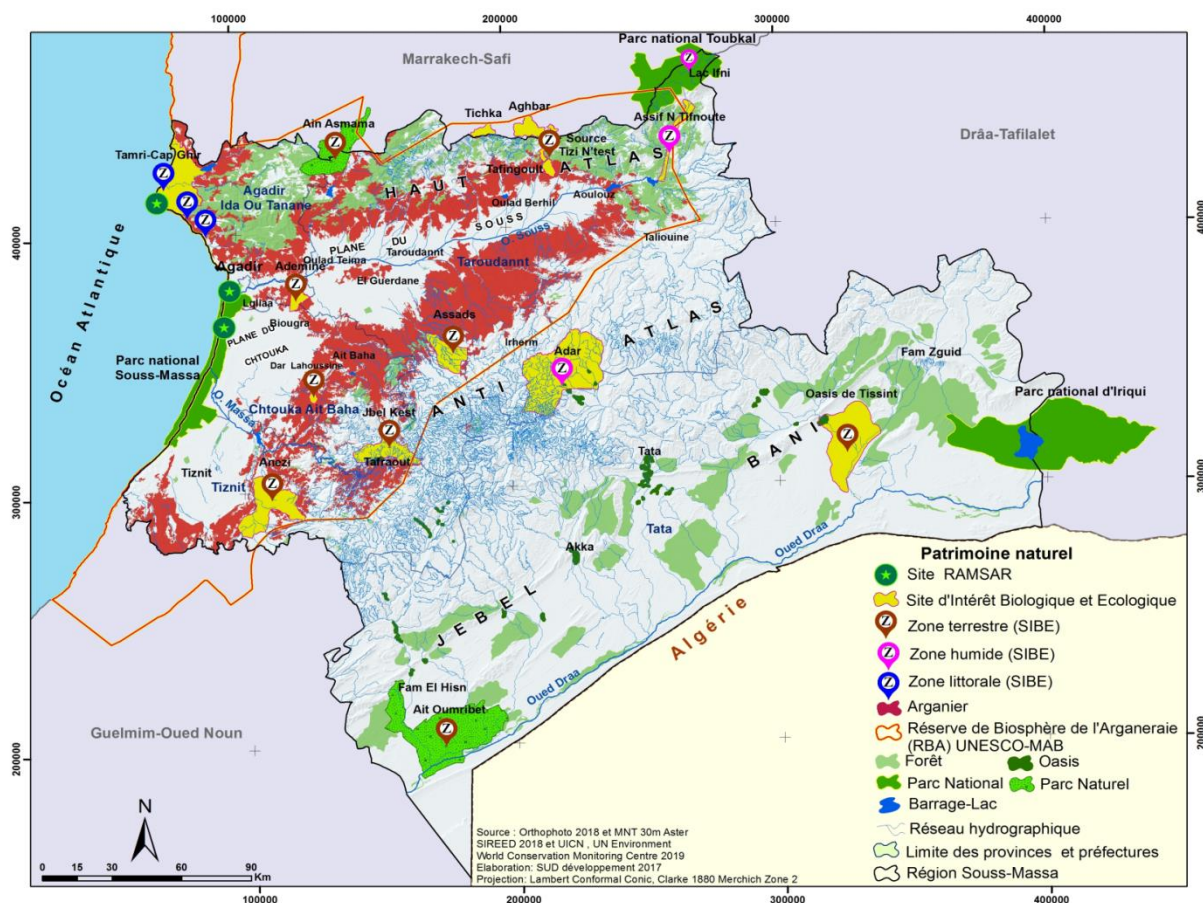 100000
200000
300000
400000
Parc national Toubkal
Marrakech-Safi
Lac Ifni
Aghbar
Tichka
Assif N Tifnoute
Ain Asmama
Source
Tizi N'test
Drâa-Tafilalet
Tamri-Cap Ghir
Tafingoult
HAUT ATLAS
Agadir
Ida Ou Tanane
Aoulouz
Oulad Berhil
SOUSS
O. Souss
PLANE DU
Taroudannt
Taliouine
400000
400000
Océan Atlantique
Agadir
Ademine
Oulad Teima
Taroudannt
El Guerdane
Lqliaa
Biougra
PLANE DU
CHTOUKA
Assads
Irherm
ANTI ATLAS
Adar
Fam Zguid
Parc national
Souss-Massa
Ait Baha
Dar Lahoussine
Oasis de Tissint
Parc national d'Iriqui
O. Massa
Chtouka Ait Baha
Jbel Kest
Tafraout
Tiznit
Tiznit
Anezi
Tata
Tata
JEBEL BANI
Akka
Oued Draa
300000
300000
Algérie
Fam El Hisn
Ait Oumribet
Oued Draa
Guelmim-Oued Noun
200000
200000
Patrimoine naturel
Site RAMSAR
Site d'Intérêt Biologique et Ecologique
Zone terrestre (SIBE)
Zone humide (SIBE)
Zone littorale (SIBE)
Arganier
Réserve de Biosphère de l'Arganeraie
(RBA) UNESCO-MAB
Forêt
Oasis
Parc National
Parc Naturel
Barrage-Lac
Réseau hydrographique
Limite des provinces et préfectures
Région Souss-Massa
N
0 15 30 60 90
Km
Source : Orthophoto 2018 et MNT 30m Aster
SIREED 2018 et UICN , UN Environment
World Conservation Monitoring Centre 2019
Elaboration: SUD développement 2017
Projection: Lambert Conformal Conic, Clarke 1880 Merchich Zone 2
100000
200000
300000
400000